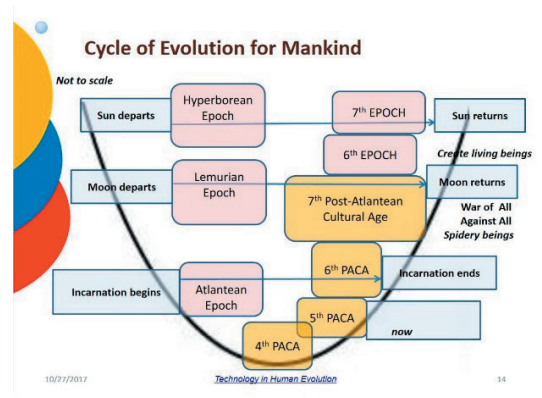 Cycle of Evolution for Mankind
Not to scale
Sun departs
Hyperborean
Epoch
7th EPOCH
Sun returns
6th EPOCH
Create living beings
Moon departs
Lemurian
Epoch
7th Post-Atlantean
Cultural Age
Moon returns
War of All
Against All
Spidery beings
Incarnation begins
Atlantean
Epoch
6th PACA
Incarnation ends
5th PACA
now
4th PACA
10/27/2017
Technology in Human Evolution
14